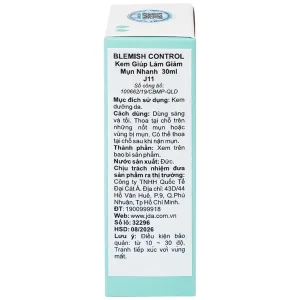 BLEMISH CONTROL
Kem Giúp Làm Giảm
Mụn Nhanh 30ml
J11
Số công bố:
100662/19/CBMP-QLD
Mục đích sử dụng: Kem
dưỡng da.
Cách dùng: Dùng sáng
và tối. Thoa tại chỗ trên
những nốt mụn hoặc
vùng bị mụn. Có thể thoa
tại chỗ sau khi nặn mụn.
Thành phần: Xem trên
bao bì sản phẩm.
Nước sản xuất: Đức.
Chịu trách nhiệm đưa
sản phẩm ra thị trường:
Công ty TNHH Quốc Tế
Đại Cát Á. Địa chỉ: 43D/44
Hồ Văn Huê, P.9, Q.Phú
Nhuận, Tp Hồ Chí Minh.
ĐT: 1900999918
Web: www.jda.com.vn
Số lô: 32296
HSD: 08/2026
Lưu ý: Điều kiện bảo
quản: từ 10 ~ 30 độ.
Tránh tiếp xúc với vùng
mắt.